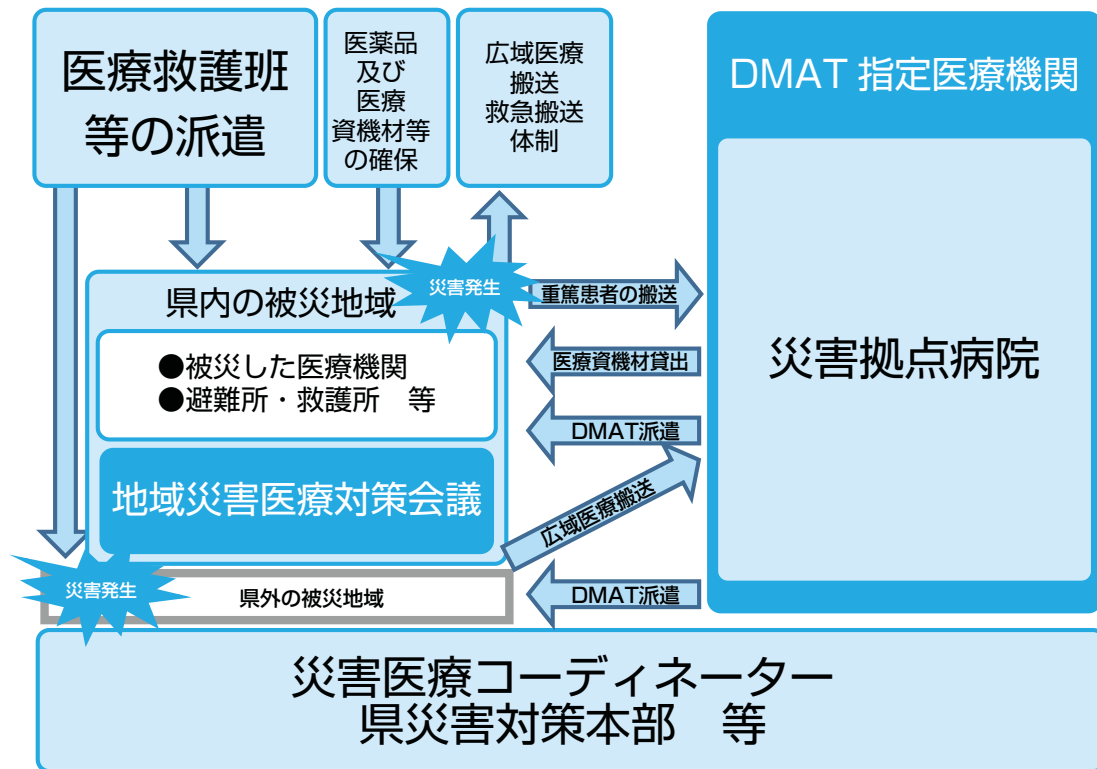 医療救護班
等の派遣
医薬品
及び
医療
資機材等
の確保
広域医療
搬送
救急搬送
体制
DMAT 指定医療機関
災害拠点病院
災害発生
県内の被災地域
●被災した医療機関
●避難所・救護所　等
地域災害医療対策会議
重篤患者の搬送
医療資機材貸出
DMAT派遣
広域医療搬送
DMAT派遣
災害発生
県外の被災地域
災害医療コーディネーター
県災害対策本部　等